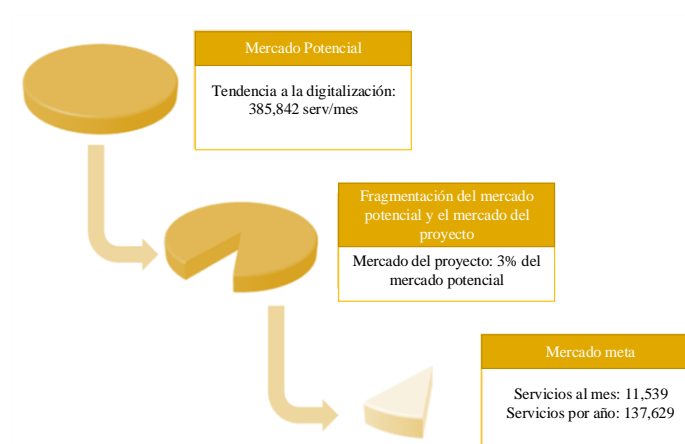 Mercado Potencial
Tendencia a la digitalización:
385,842 serv/mes
Fragmentación del mercado
potencial y el mercado del
proyecto
Mercado del proyecto: 3% del
mercado potencial
Mercado meta
Servicios al mes: 11,539
Servicios por año: 137,629